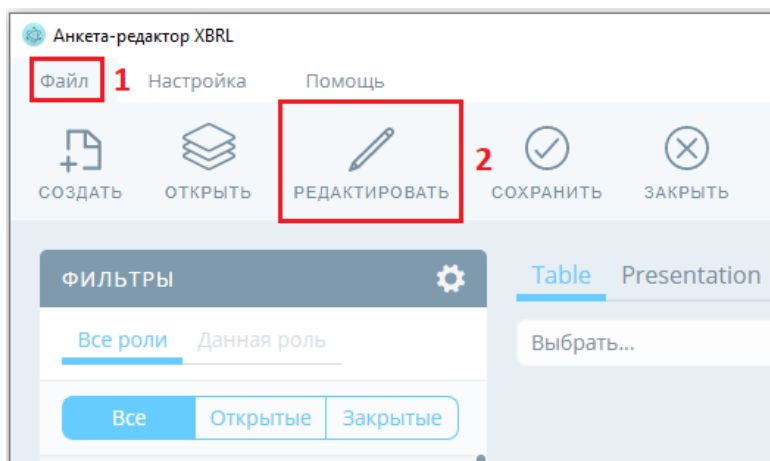 Анкета-редактор XBRL
Файл 1 Настройка Помощь
СОЗДАТЬ ОТКРЫТЬ РЕДАКТИРОВАТЬ 2 СОХРАНИТЬ ЗАКРЫТЬ
ФИЛЬТРЫ
Table Presentation
Все роли Данная роль
Выбрать...
Все Открытые Закрытые